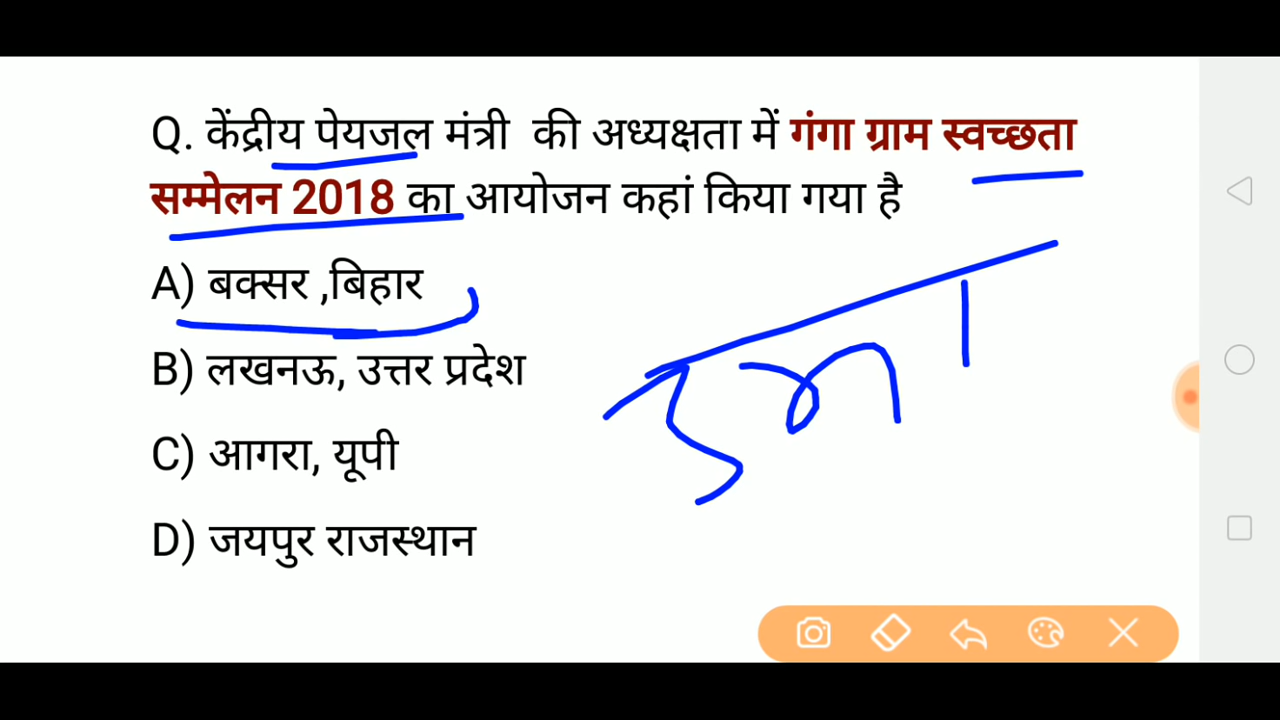 Q. केंद्रीय पेयजल मंत्री की अध्यक्षता में गंगा ग्राम स्वच्छता
सम्मेलन 2018 का आयोजन कहां किया गया है
A) बक्सर ,बिहार
B) लखनऊ, उत्तर प्रदेश
C) आगरा, यूपी
D) जयपुर राजस्थान